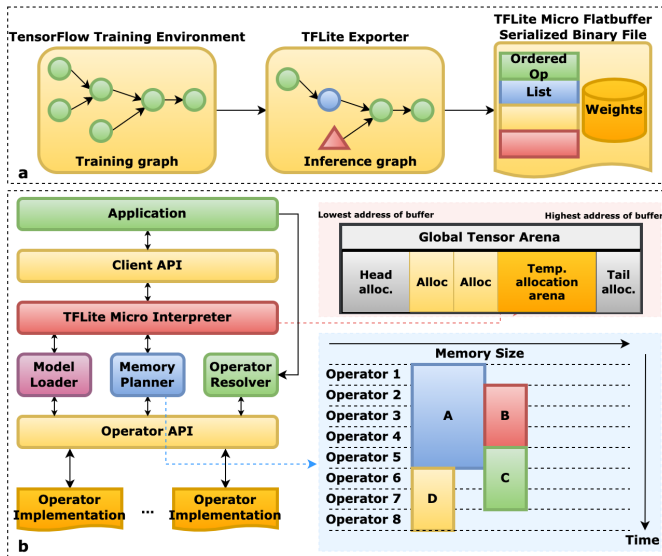 TensorFlow Training Environment
TFLite Exporter
TFLite Micro Flatbuffer
Serialized Binary File
Ordered
Op
List
Weights
Training graph
Inference graph
a
Application
Client API
TFLite Micro Interpreter
Model
Loader
Memory
Planner
Operator
Resolver
Operator API
Operator
Implementation
...
Operator
Implementation
b
Lowest address of buffer
Highest address of buffer
Global Tensor Arena
Head
alloc.
Alloc
Alloc
Temp.
allocation
arena
Tail
alloc.
Memory Size
Operator 1
Operator 2
Operator 3
Operator 4
Operator 5
Operator 6
Operator 7
Operator 8
A
B
C
D
Time